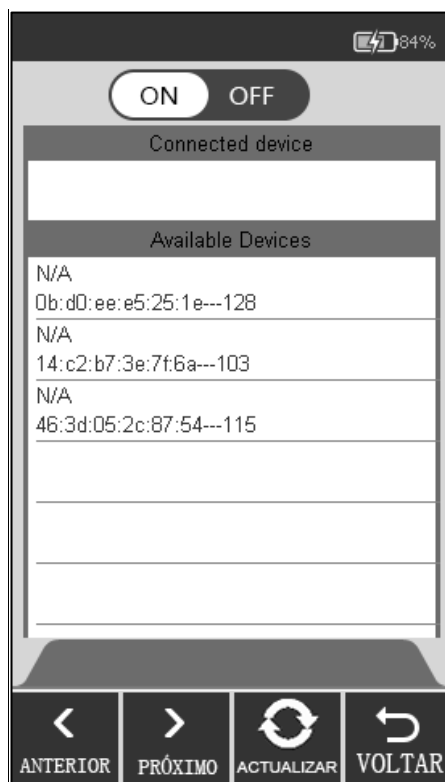 84%
ON OFF
Connected device
Available Devices
N/A
0b:d0:ee:e5:25:1e---128
N/A
14:c2:b7:3e:7f:6a---103
N/A
46:3d:05:2c:87:54---115
ANTERIOR PRÓXIMO ACTUALIZAR VOLTAR